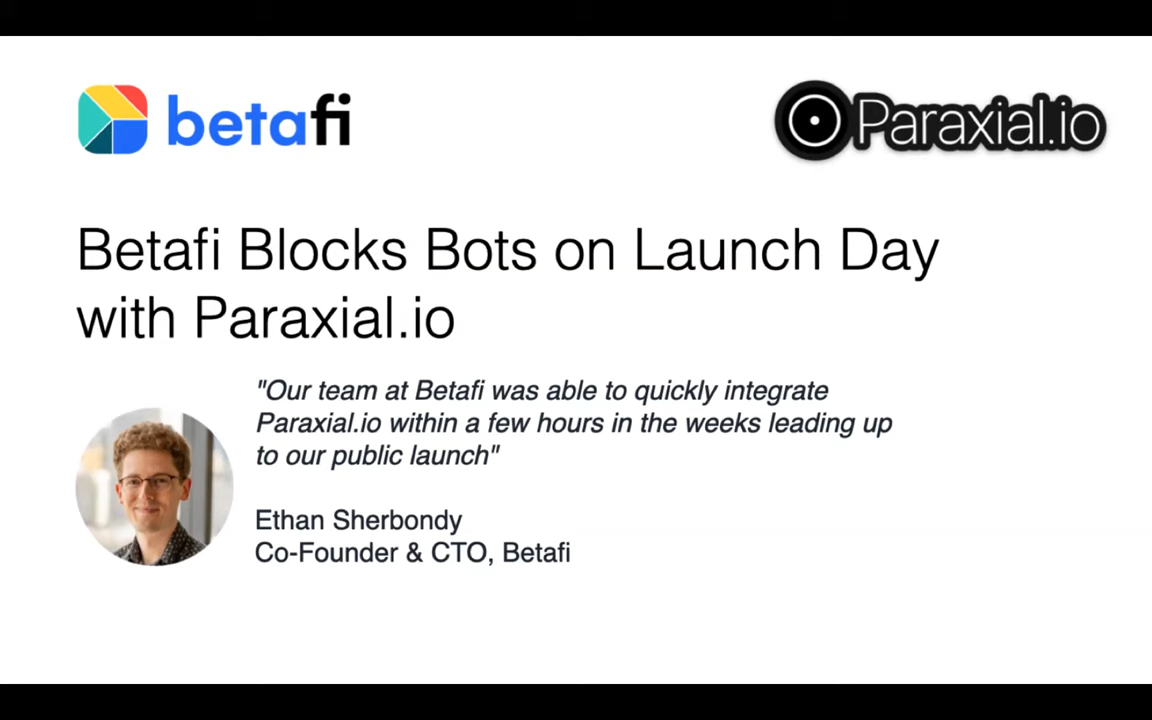 betafi
Paraxial.io
Betafi Blocks Bots on Launch Day
with Paraxial.io
"Our team at Betafi was able to quickly integrate
Paraxial.io within a few hours in the weeks leading up
to our public launch"
Ethan Sherbondy
Co-Founder & CTO, Betafi